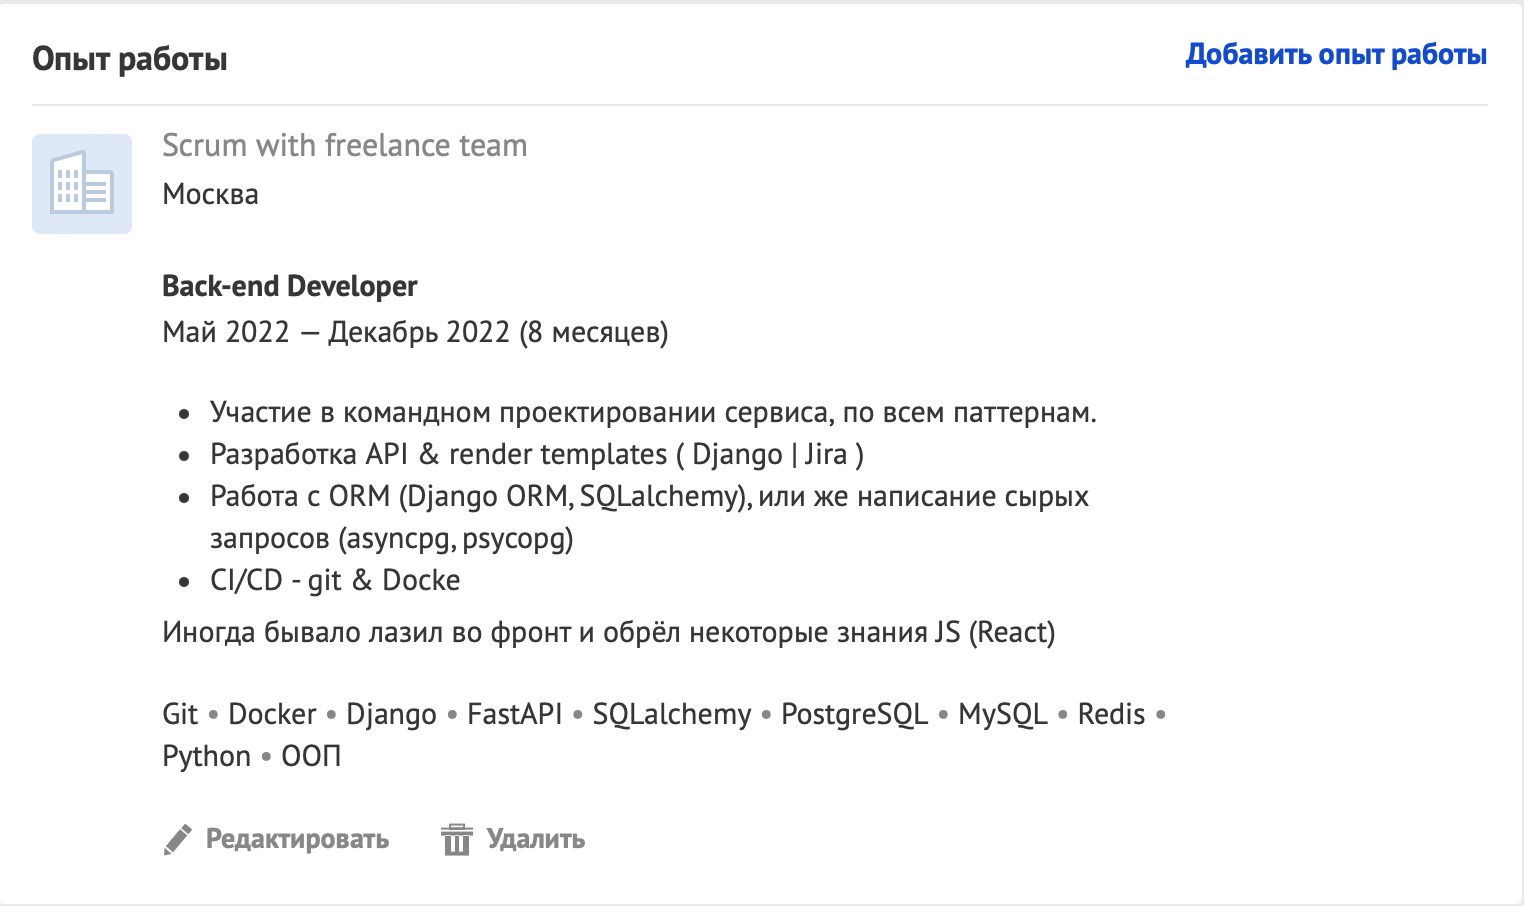 Опыт работы
Добавить опыт работы
Scrum with freelance team
Москва
Back-end Developer
Май 2022 — Декабрь 2022 (8 месяцев)
• Участие в командном проектировании сервиса, по всем паттернам.
• Разработка API & render templates ( Django | Jira )
• Работа с ORM (Django ORM, SQLalchemy), или же написание сырых
запросов (asyncpg, psycopg)
• CI/CD - git & Docke
Иногда бывало лазил во фронт и обрёл некоторые знания JS (React)
Git • Docker • Django • FastAPI • SQLalchemy • PostgreSQL • MySQL • Redis •
Python • ООП
Редактировать Удалить